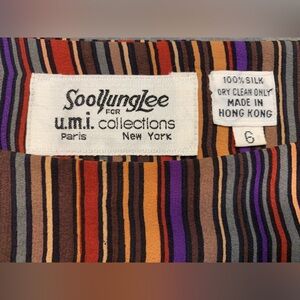 SooyungLee
FOR
u.m.i. collections
Paris New York
100% SILK
DRY CLEAN ONLY
MADE IN
HONG KONG
6